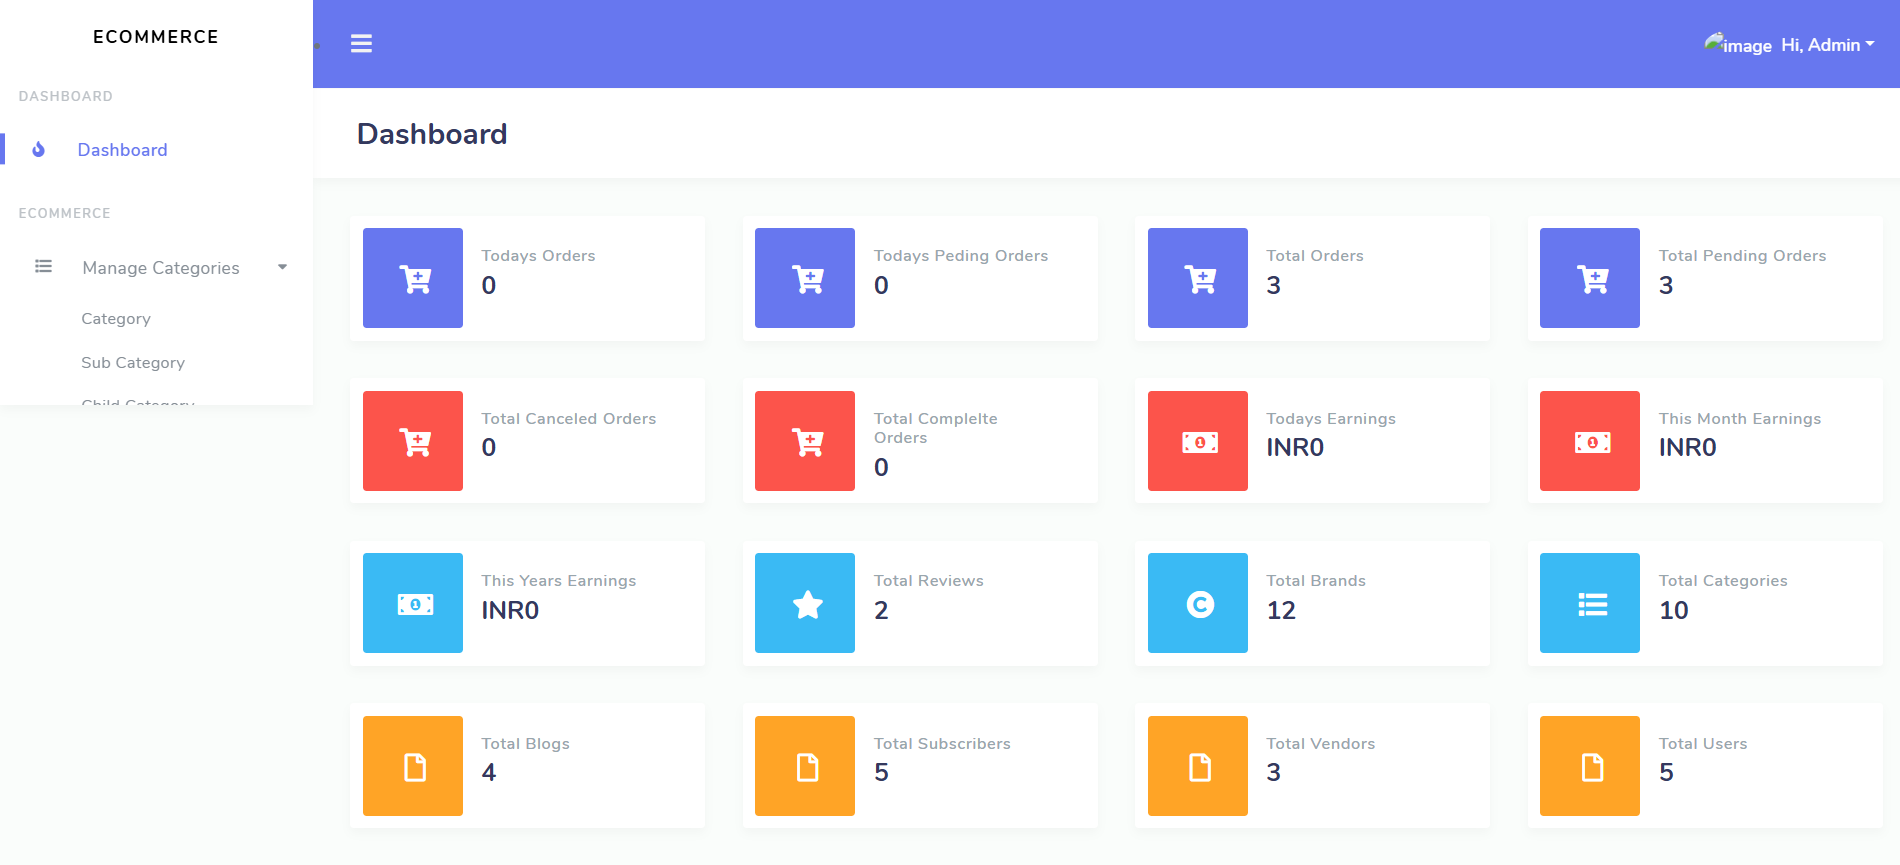 ECOMMERCE
DASHBOARD
Dashboard
ECOMMERCE
Manage Categories
Category
Sub Category
Child Category
image Hi, Admin
Dashboard
Todays Orders
0
Todays Peding Orders
0
Total Orders
3
Total Pending Orders
3
Total Canceled Orders
0
Total Complelte
Orders
0
Todays Earnings
INR0
This Month Earnings
INR0
This Years Earnings
INR0
Total Reviews
2
Total Brands
12
Total Categories
10
Total Blogs
4
Total Subscribers
5
Total Vendors
3
Total Users
5